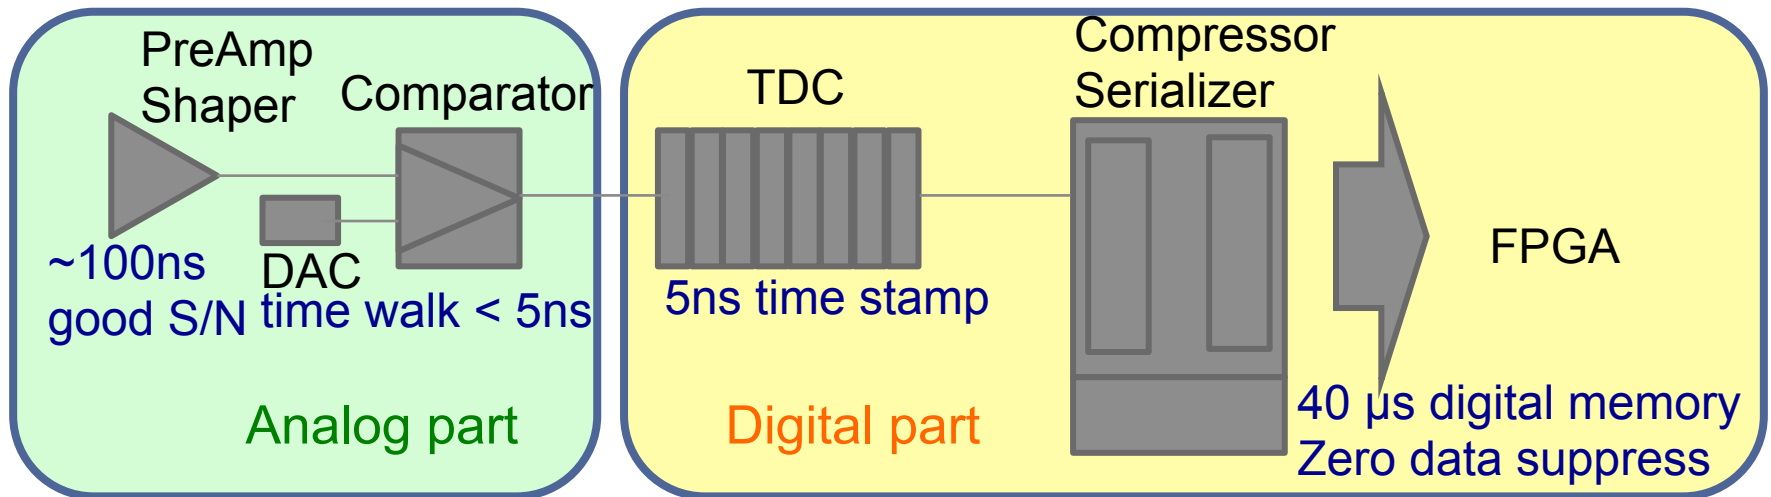 PreAmp
Shaper
Comparator
DAC
~100ns
good S/N
time walk < 5ns
Analog part
TDC
5ns time stamp
Compressor
Serializer
FPGA
40 µs digital memory
Zero data suppress
Digital part